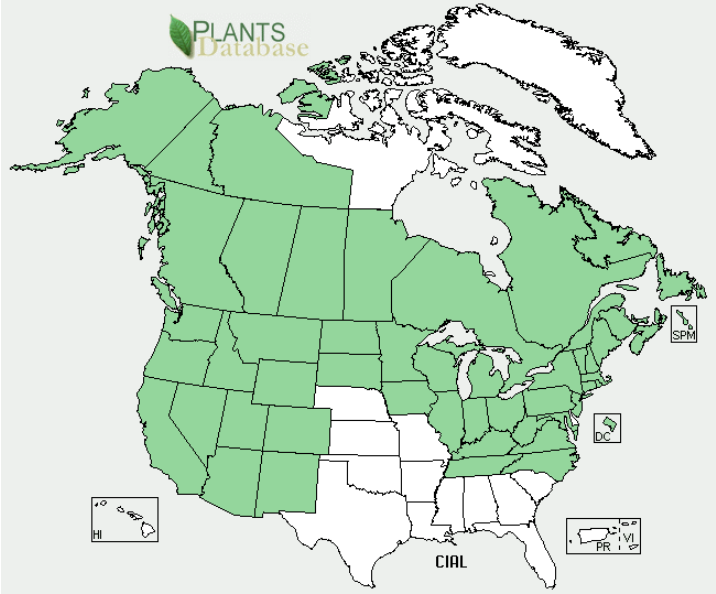 PLANTS
Database
SPM
DC
HI
PR
VI
CIAL